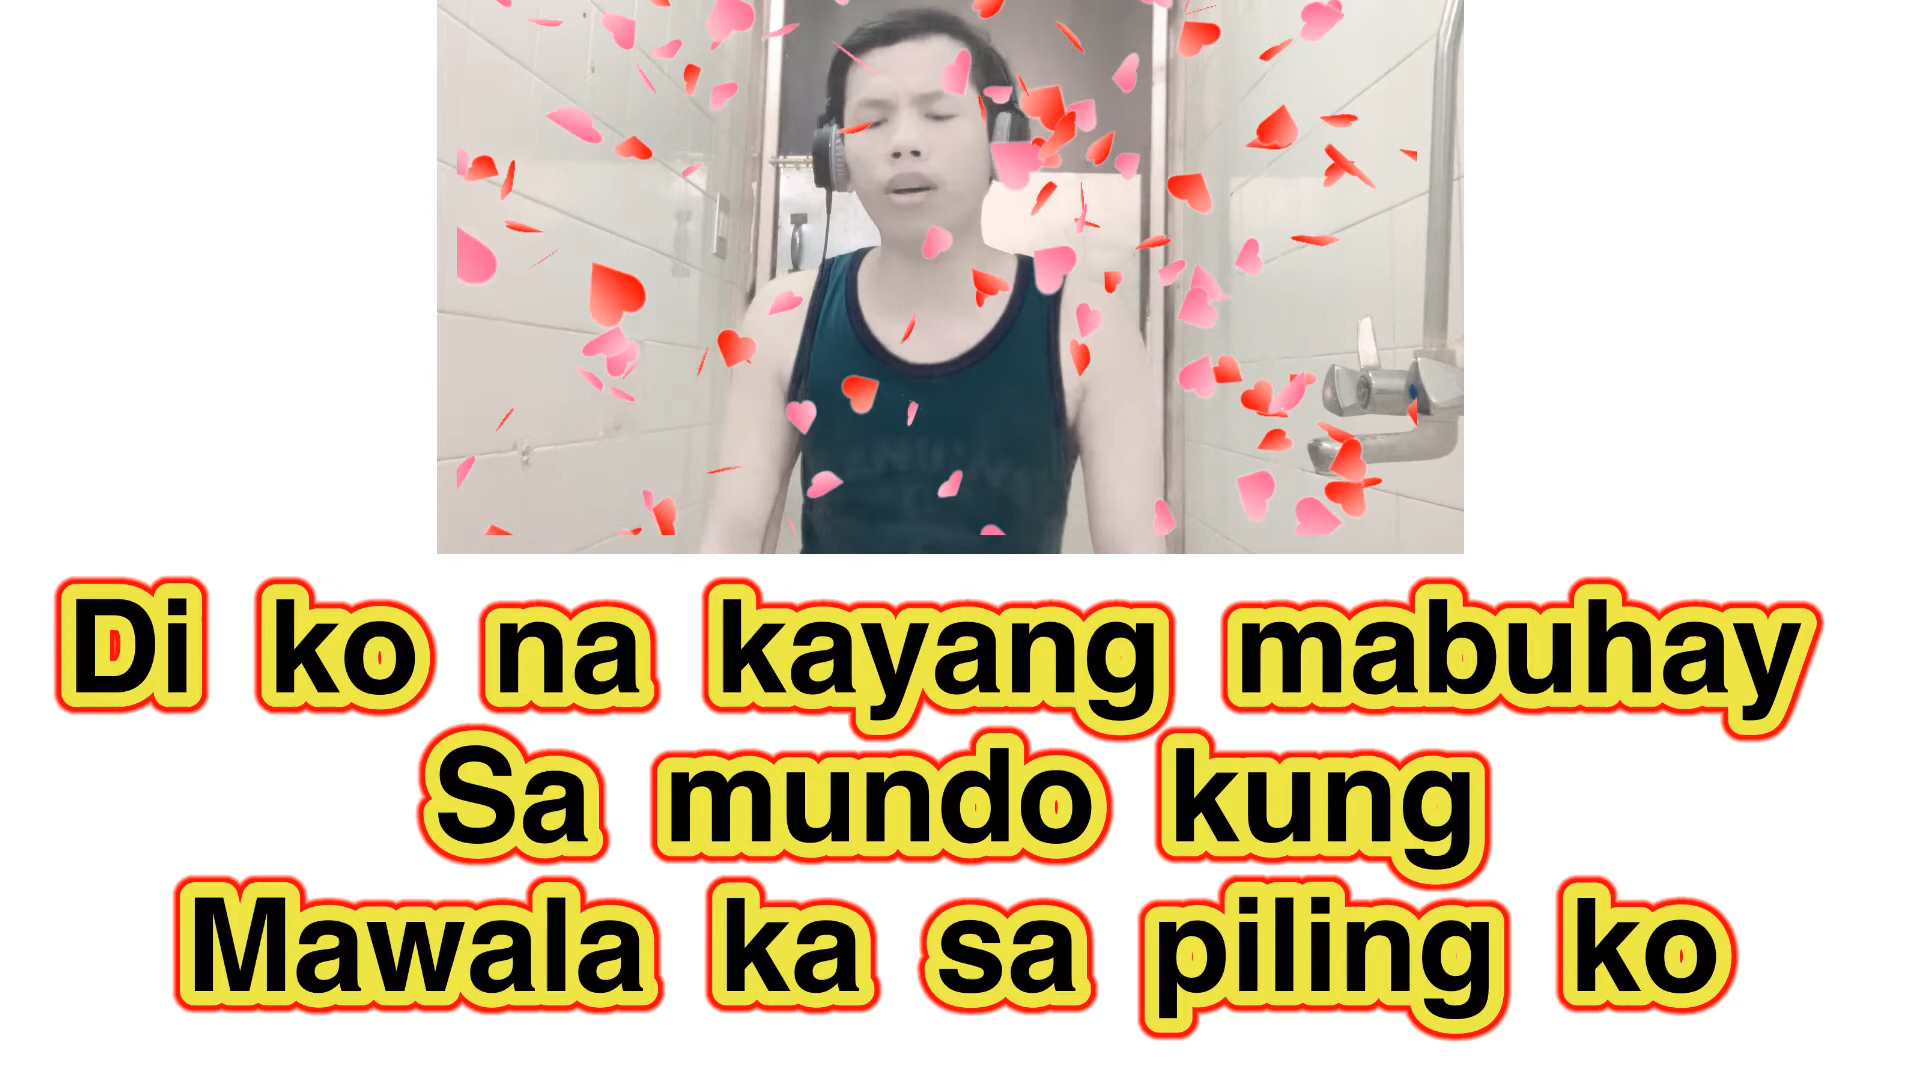 Di ko na kayang mabuhay
Sa mundo kung
Mawala ka sa piling ko